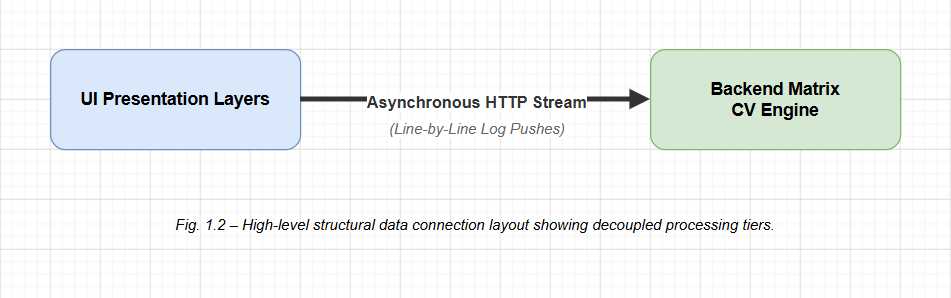 UI Presentation Layers
Asynchronous HTTP Stream
(Line-by-Line Log Pushes)
Backend Matrix
CV Engine
Fig. 1.2 – High-level structural data connection layout showing decoupled processing tiers.